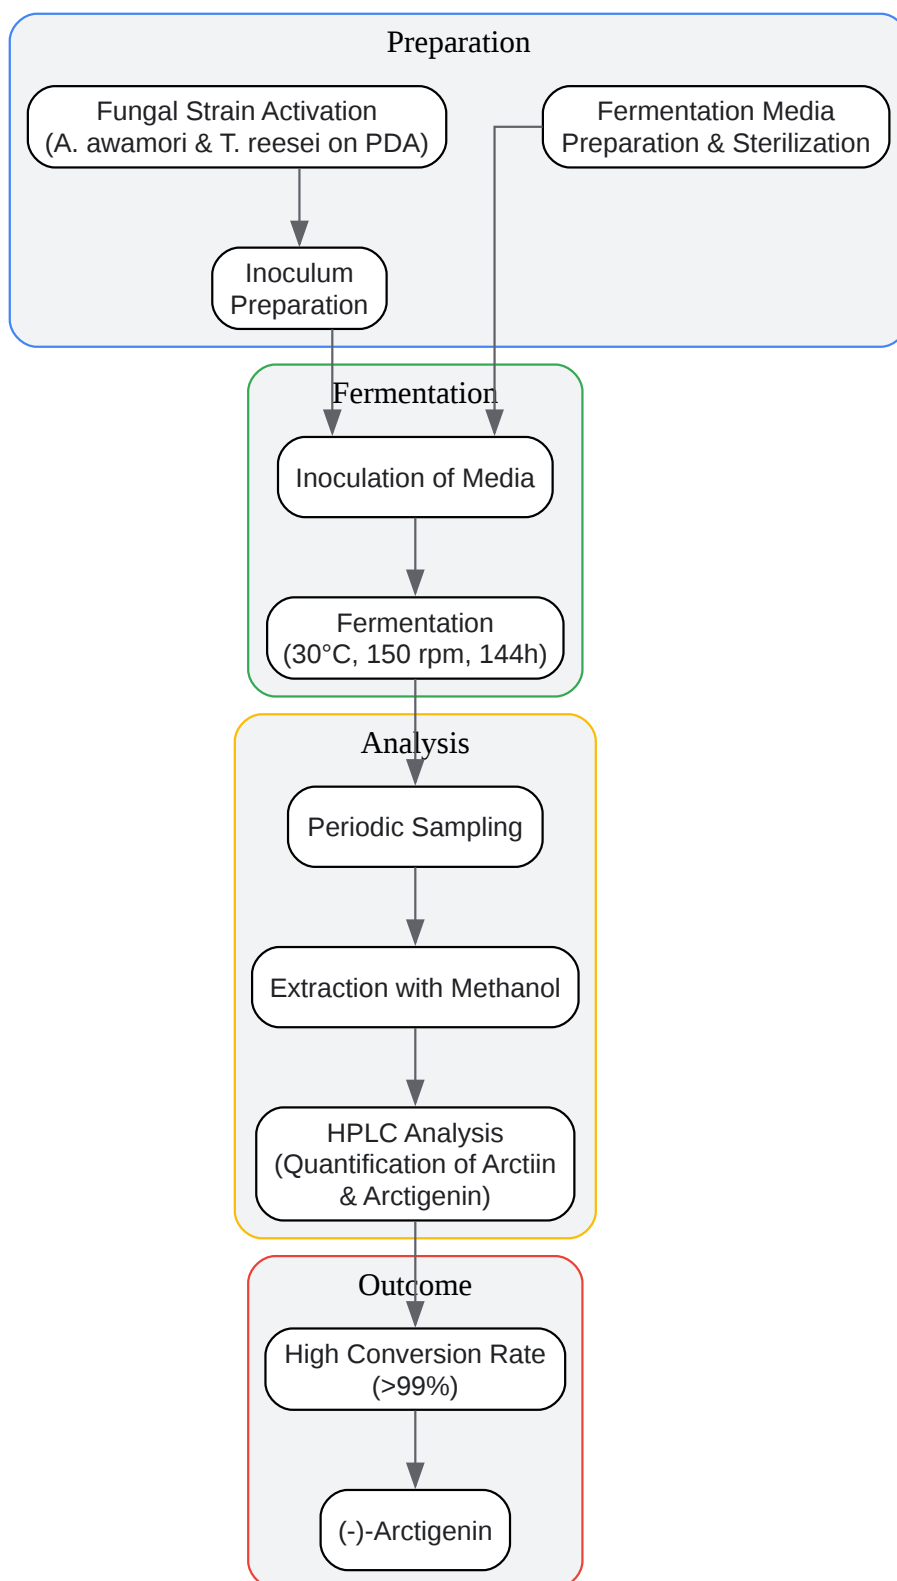 Preparation
Fungal Strain Activation
(A. awamori & T. reesei on PDA)
Fermentation Media
Preparation & Sterilization
Inoculum
Preparation
Fermentation
Inoculation of Media
Fermentation
(30°C, 150 rpm, 144h)
Analysis
Periodic Sampling
Extraction with Methanol
HPLC Analysis
(Quantification of Arctiin
& Arctigenin)
Outcome
High Conversion Rate
(>99%)
(-)-Arctigenin